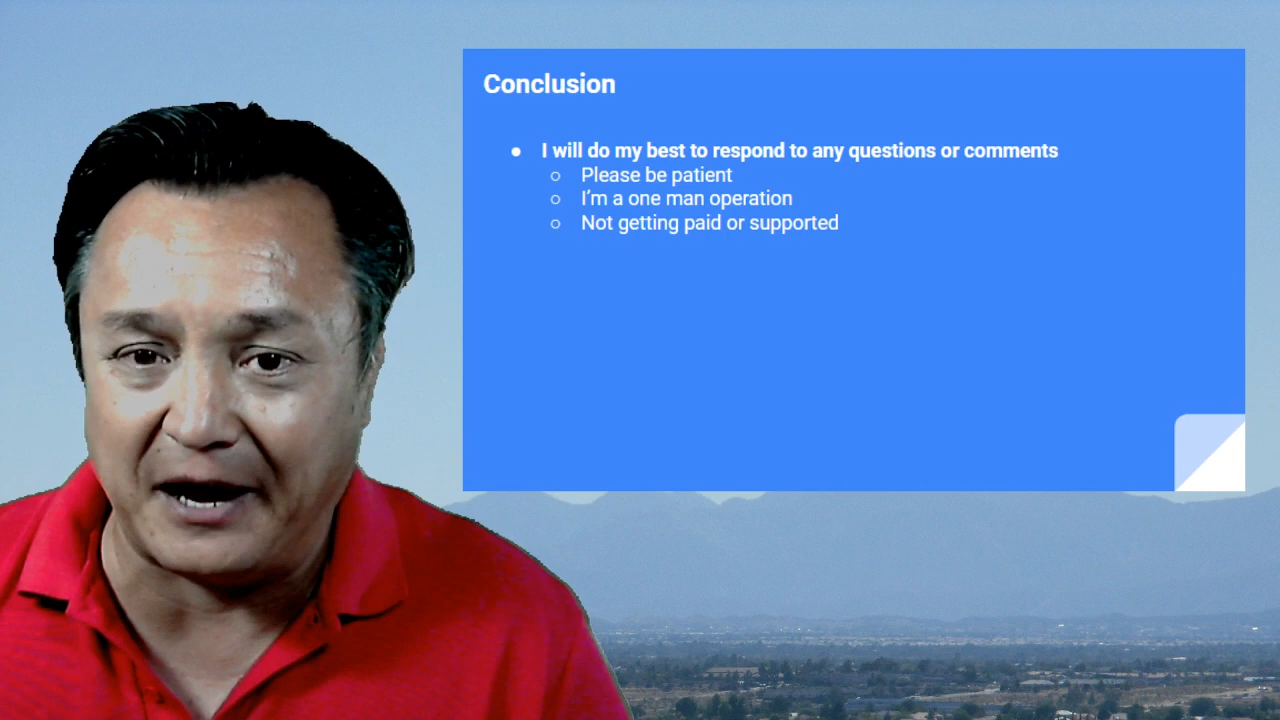 Conclusion
● I will do my best to respond to any questions or comments
○ Please be patient
○ I’m a one man operation
○ Not getting paid or supported